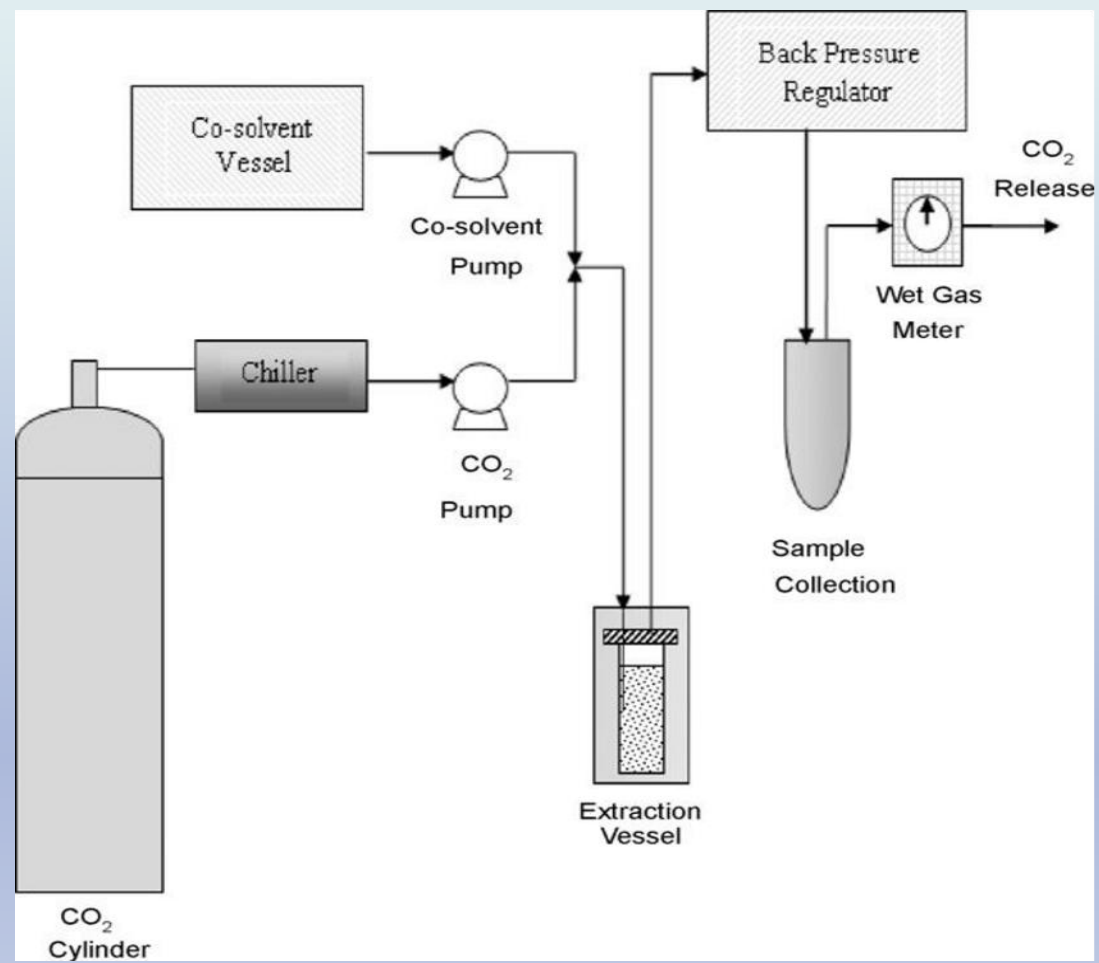 Back Pressure
Regulator
Co-solvent
Vessel
CO₂
Release
Co-solvent
Pump
Wet Gas
Meter
Chiller
CO₂
Pump
Sample
Collection
Extraction
Vessel
CO₂
Cylinder